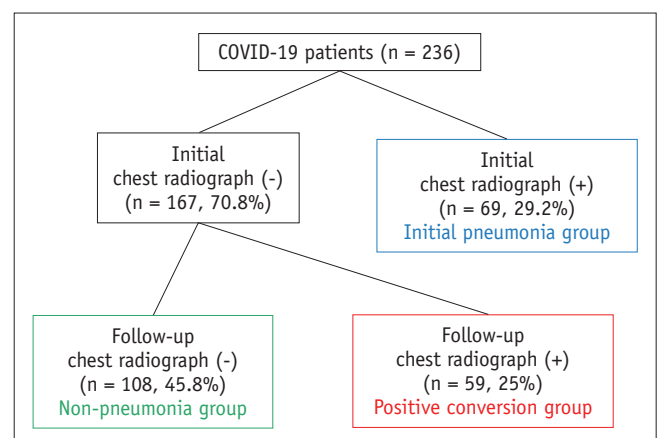 COVID-19 patients (n = 236)
Initial
chest radiograph (-)
(n = 167, 70.8%)
Initial
chest radiograph (+)
(n = 69, 29.2%)
Initial pneumonia group
Follow-up
chest radiograph (-)
(n = 108, 45.8%)
Non-pneumonia group
Follow-up
chest radiograph (+)
(n = 59, 25%)
Positive conversion group